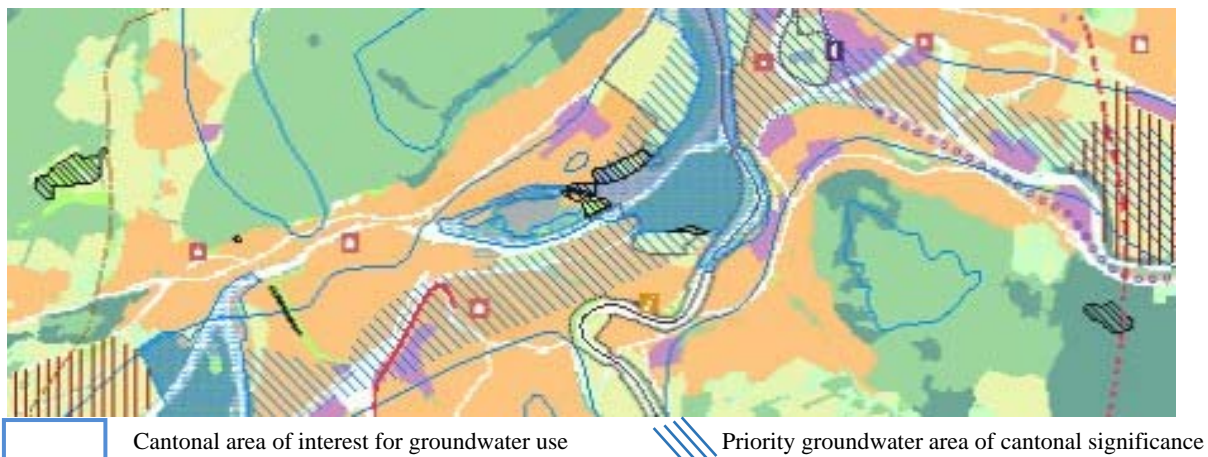 Cantonal area of interest for groundwater use Priority groundwater area of cantonal significance